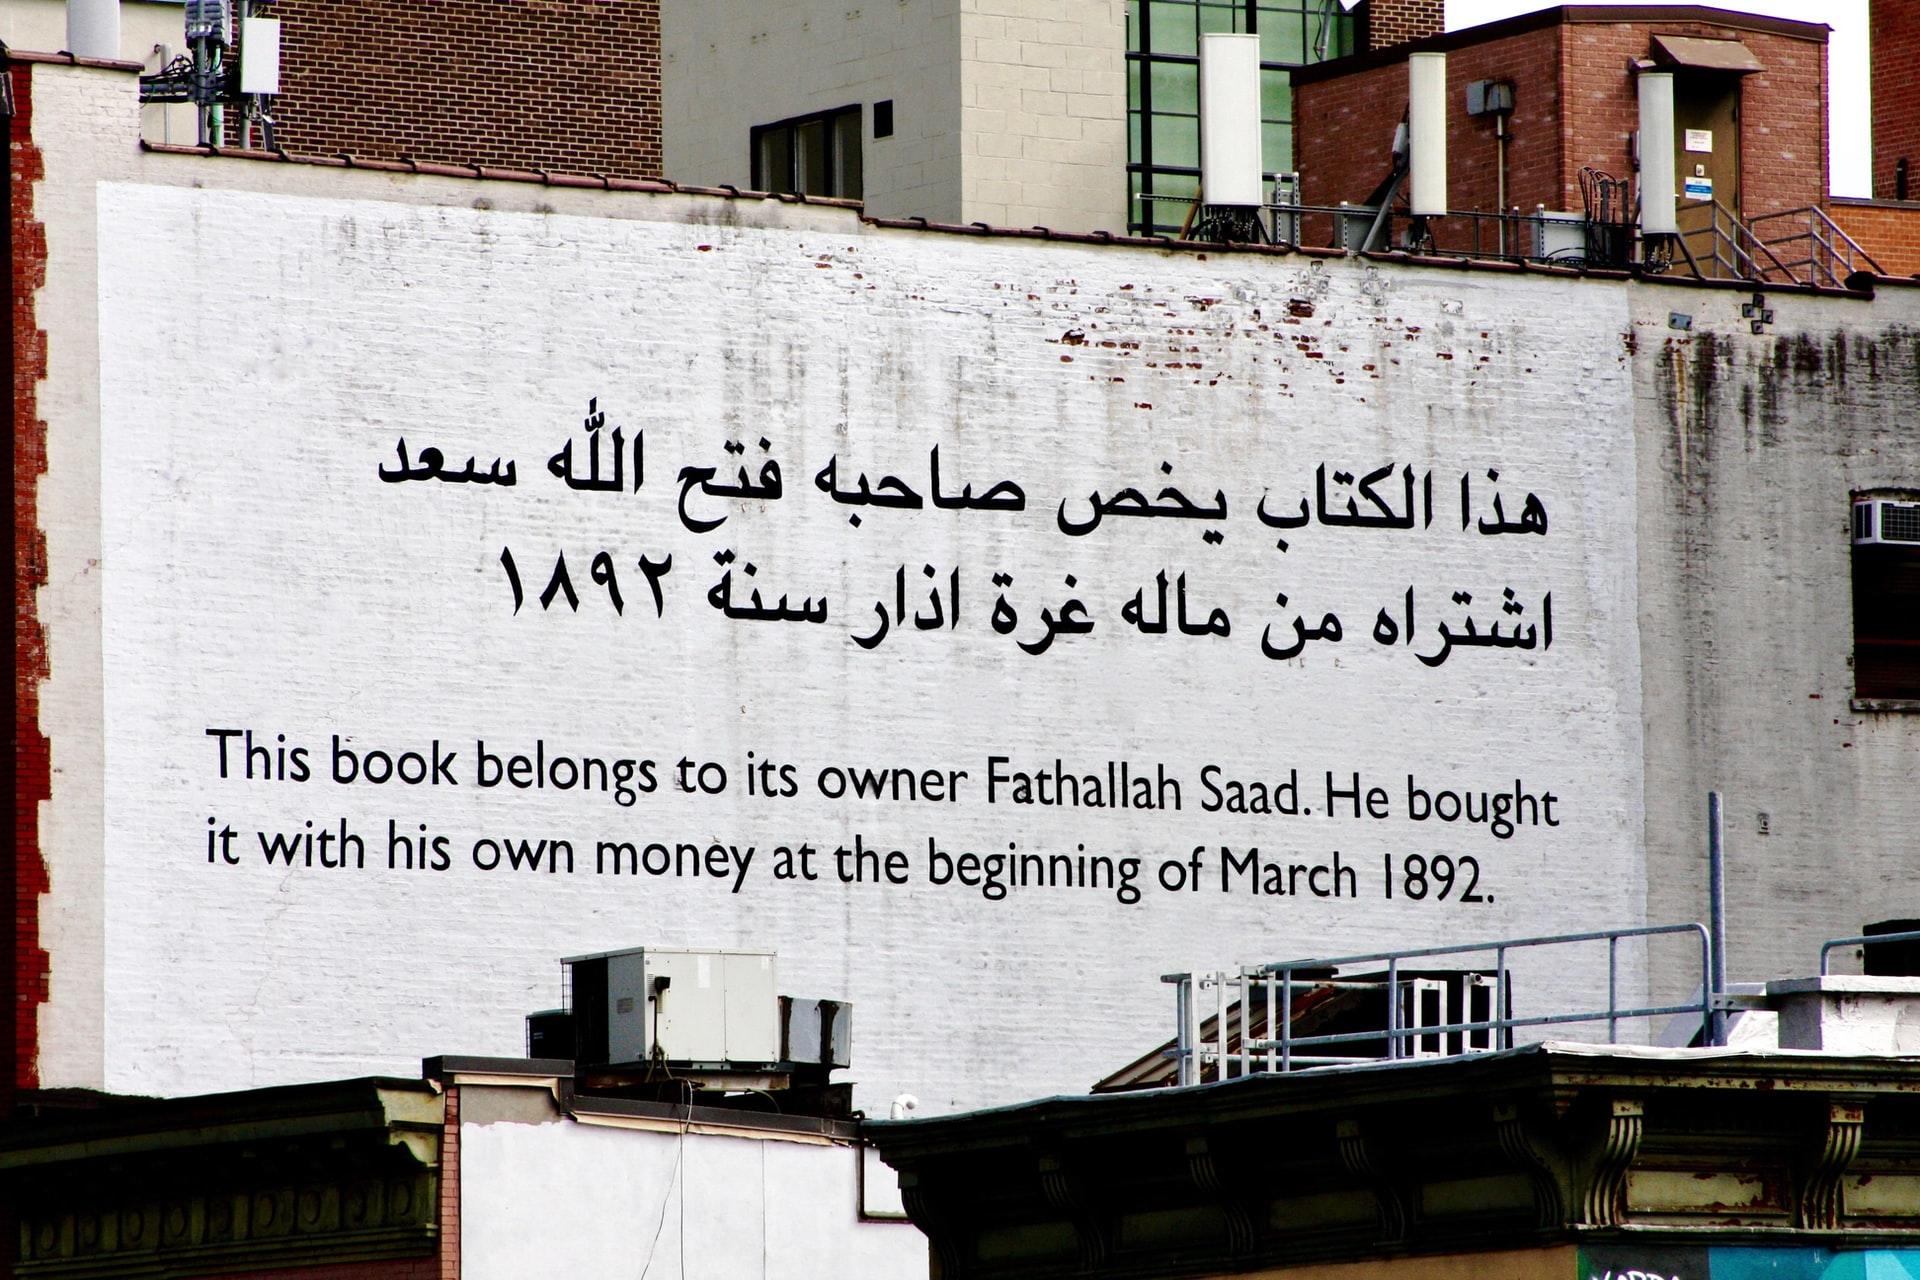 هذا الكتاب يخص صاحبه فتح الله سعد
اشتراه من ماله غرة اذار سنة ١٨٩٢
This book belongs to its owner Fathallah Saad. He bought
it with his own money at the beginning of March 1892.